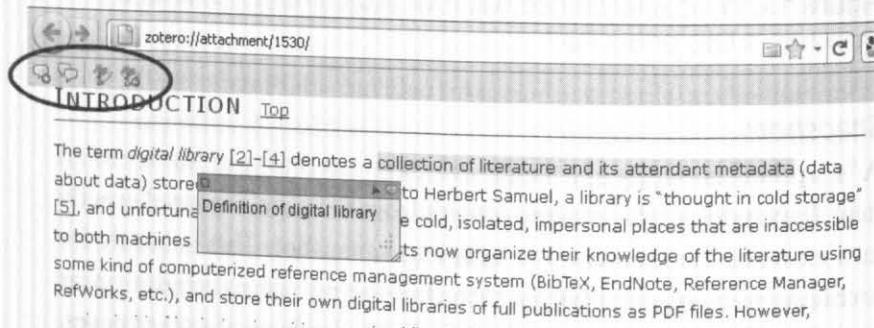 zotero://attachment/1530/
INTRODUCTION Top
The term digital library [2]-[4] denotes a collection of literature and its attendant metadata (data
about data) store to Herbert Samuel, a library is "thought in cold storage"
[5], and unfortuna e cold, isolated, impersonal places that are inaccessible
Definition of digital library
to both machines ts now organize their knowledge of the literature using
some kind of computerized reference management system (BibTeX, EndNote, Reference Manager,
RefWorks, etc.), and store their own digital libraries of full publications as PDF files. However,